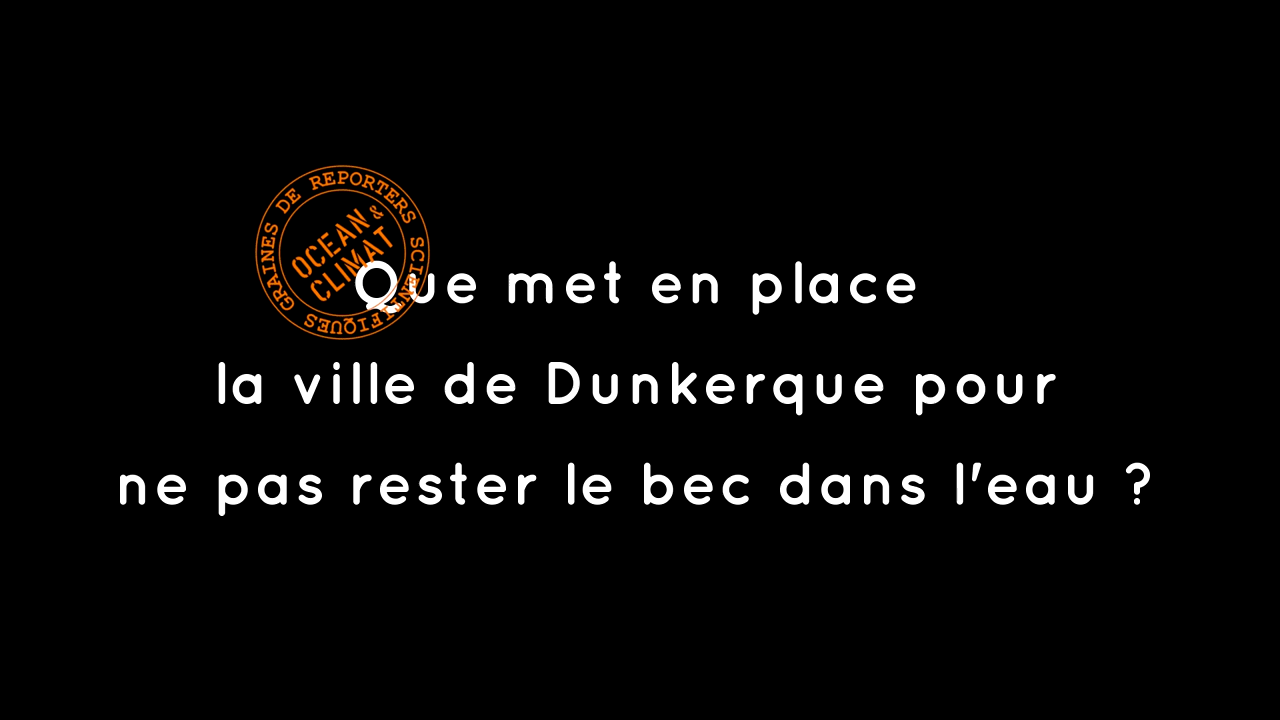 GRAINES DE REPORTERS SCIENTIFIQUES
OCEAN &
CLIMAT
Que met en place
la ville de Dunkerque pour
ne pas rester le bec dans l'eau ?